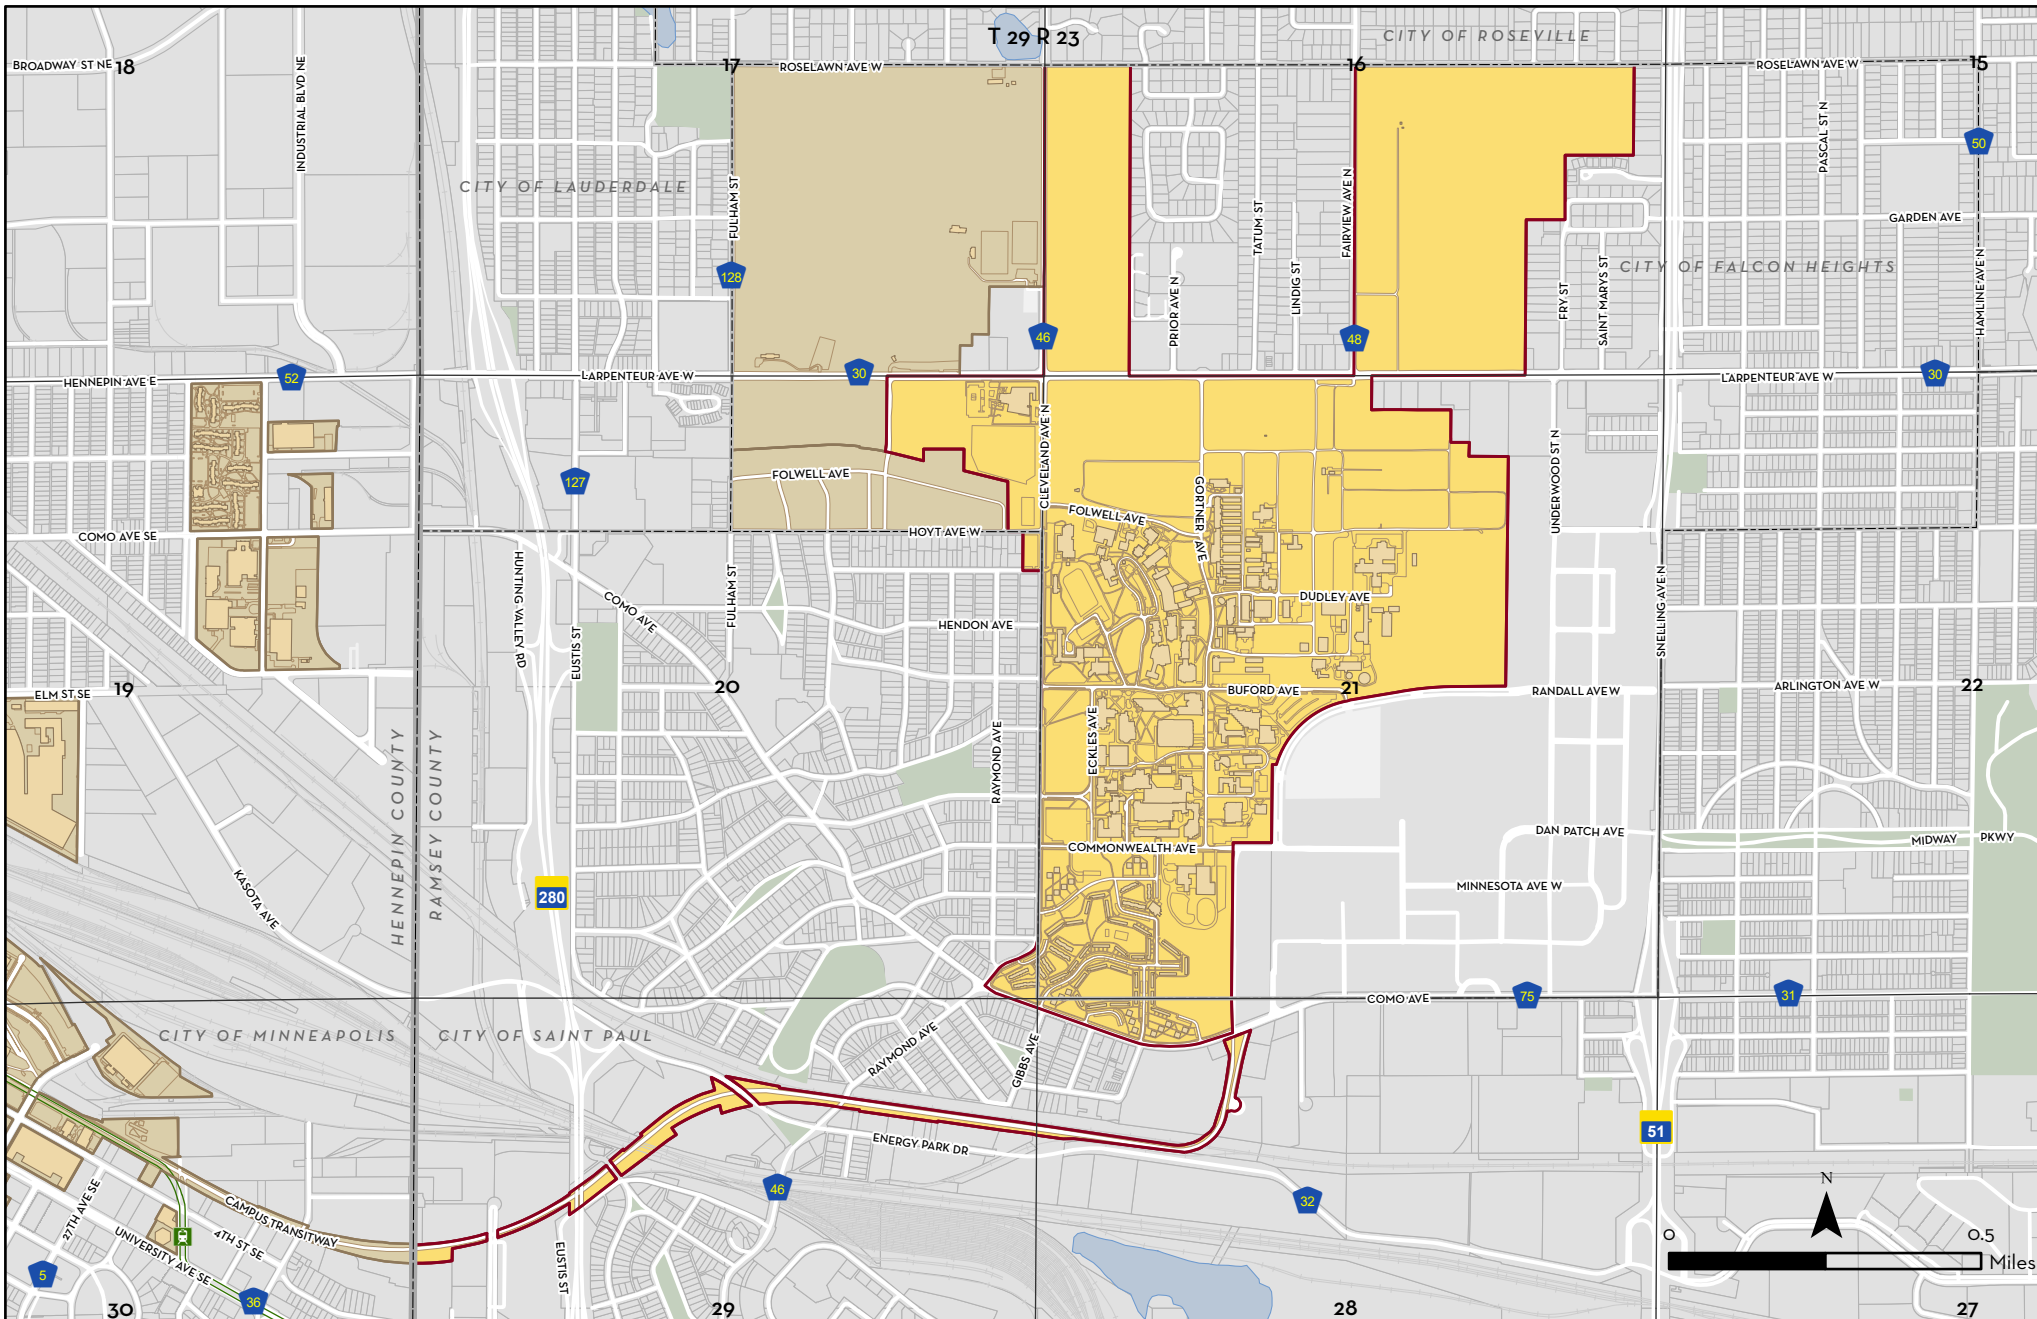 T 29 R 23
CITY OF ROSEVILLE
BROADWAY ST NE
18
INDUSTRIAL BLVD NE
17
ROSELAWN AVE W
16
ROSELAWN AVE W
15
PASCAL ST N
50
CITY OF LAUDERDALE
FULHAM ST
128
TATUM ST
FAIRVIEW AVE N
LINDIG ST
PRIOR AVE N
GARDEN AVE
CITY OF FALCON HEIGHTS
HAMLINE AVE N
FRY ST
SAINT MARYS ST
46
48
HENNEPIN AVE E
52
LARPENTEUR AVE W
30
LARPENTEUR AVE W
30
CLEVELAND AVE N
127
FOLWELL AVE
FOLWELL AVE
GORTNER AVE
UNDERWOOD ST N
COMO AVE SE
HOYT AVE W
HUNTING VALLEY RD
EUSTIS ST
COMO AVE
FULHAM ST
HENDON AVE
DUDLEY AVE
SNELLING AVE N
ELM ST SE
19
20
BUFORD AVE
21
RANDALL AVE W
ARLINGTON AVE W
22
HENNEPIN COUNTY
RAMSEY COUNTY
RAYMOND AVE
ECKLES AVE
DAN PATCH AVE
MIDWAY PKWY
COMMONWEALTH AVE
KASOTA AVE
280
MINNESOTA AVE W
COMO AVE
75
31
CITY OF MINNEAPOLIS
CITY OF SAINT PAUL
RAYMOND AVE
GIBBS AVE
ENERGY PARK DR
51
46
32
27TH AVE SE
CAMPUS TRANSITWAY
4TH ST SE
UNIVERSITY AVE SE
EUSTIS ST
5
36
N
0
0.5
Miles
30
29
28
27